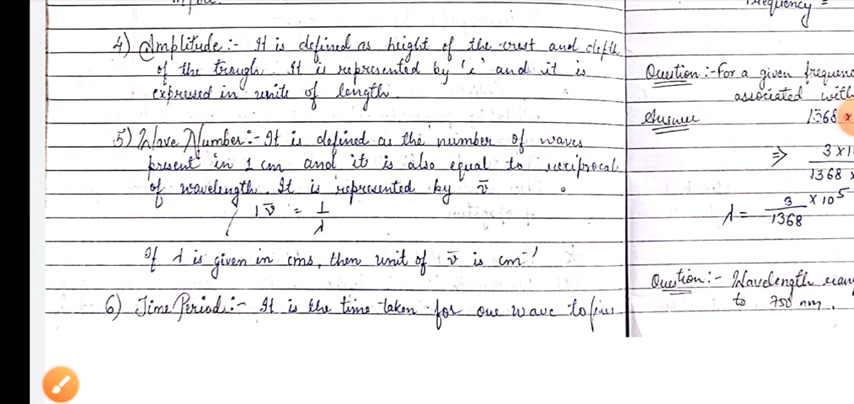 4) Amplitude :- It is defined as height of the crest and depth
of the trough. It is represented by 'a' and it is
expressed in units of length.
5) Wave Number :- It is defined as the number of waves
present in 1 cm and it is also equal to reciprocal
of wavelength. It is represented by ν̅
ν̅ = 1/λ
If λ is given in cms, then unit of ν̅ is cm⁻¹
6) Time Period :- It is the time taken for one wave to
frequency =
Question :- For a given
associated with
Answer 1368 ×
⇒ 3 × 1
1368 ×
λ = 3/1368 × 10⁵
Question :- Wavelength
to 750 nm.